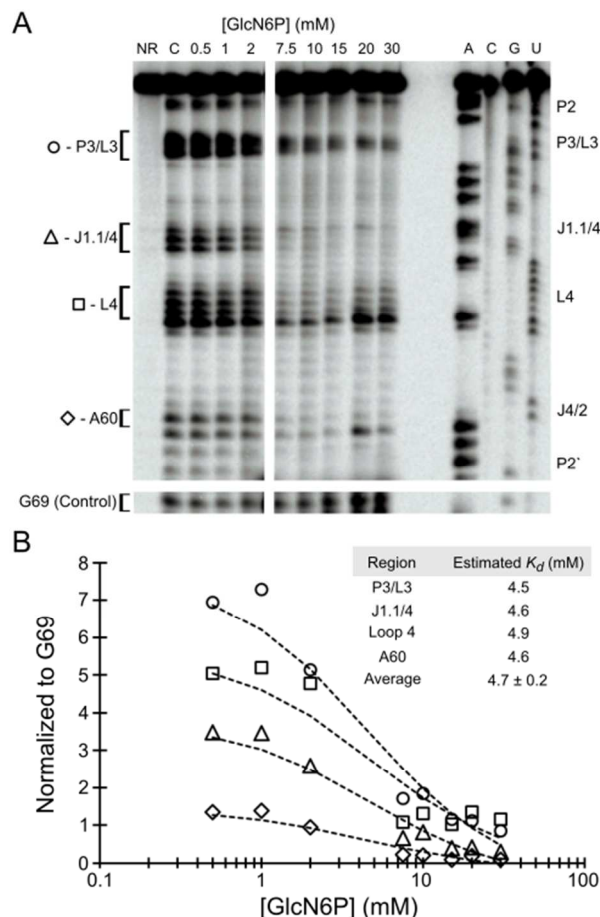 A
[GlcN6P] (mM)
NR C 0.5 1 2 7.5 10 15 20 30 A C G U
P2
○ - P3/L3 P3/L3
△ - J1.1/4 J1.1/4
□ - L4 L4
◇ - A60 J4/2
P2`
G69 (Control)
B
Normalized to G69
8
7
6
5
4
3
2
1
0
0.1 1 10 100
[GlcN6P] (mM)
Region Estimated Kd (mM)
P3/L3 4.5
J1.1/4 4.6
Loop 4 4.9
A60 4.6
Average 4.7 ± 0.2